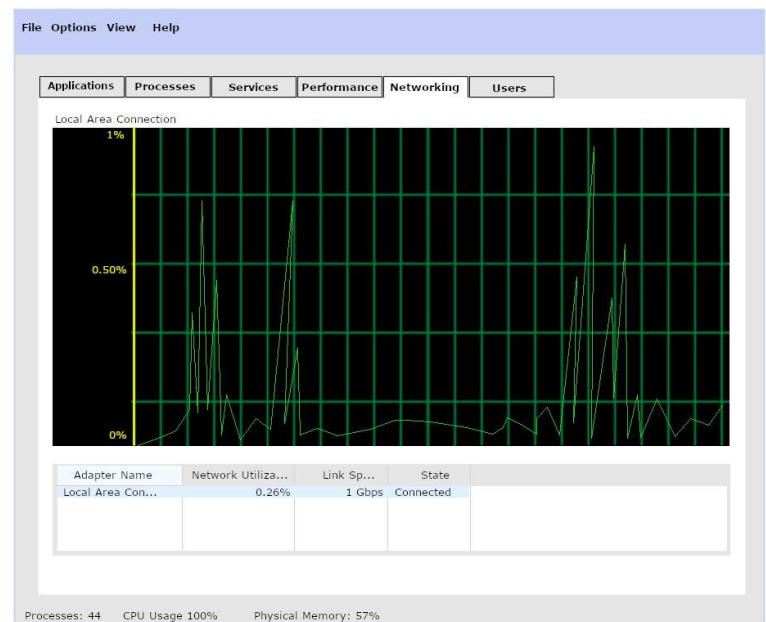 File Options View Help
Applications Processes Services Performance Networking Users
Local Area Connection
1%
0.50%
0%
Adapter Name Network Utiliza... Link Sp... State
Local Area Con... 0.26% 1 Gbps Connected
Processes: 44 CPU Usage 100% Physical Memory: 57%